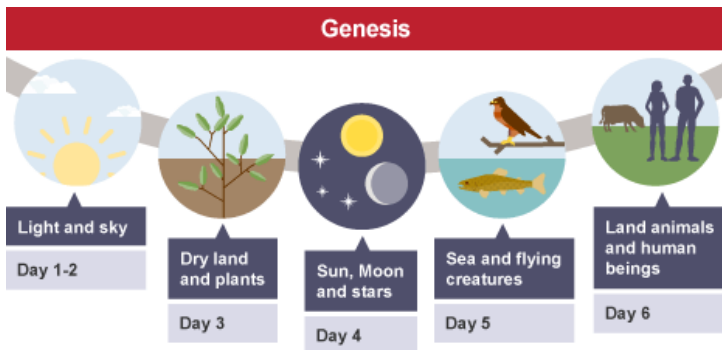 Genesis
Light and sky
Day 1-2
Dry land
and plants
Day 3
Sun, Moon
and stars
Day 4
Sea and flying
creatures
Day 5
Land animals
and human
beings
Day 6